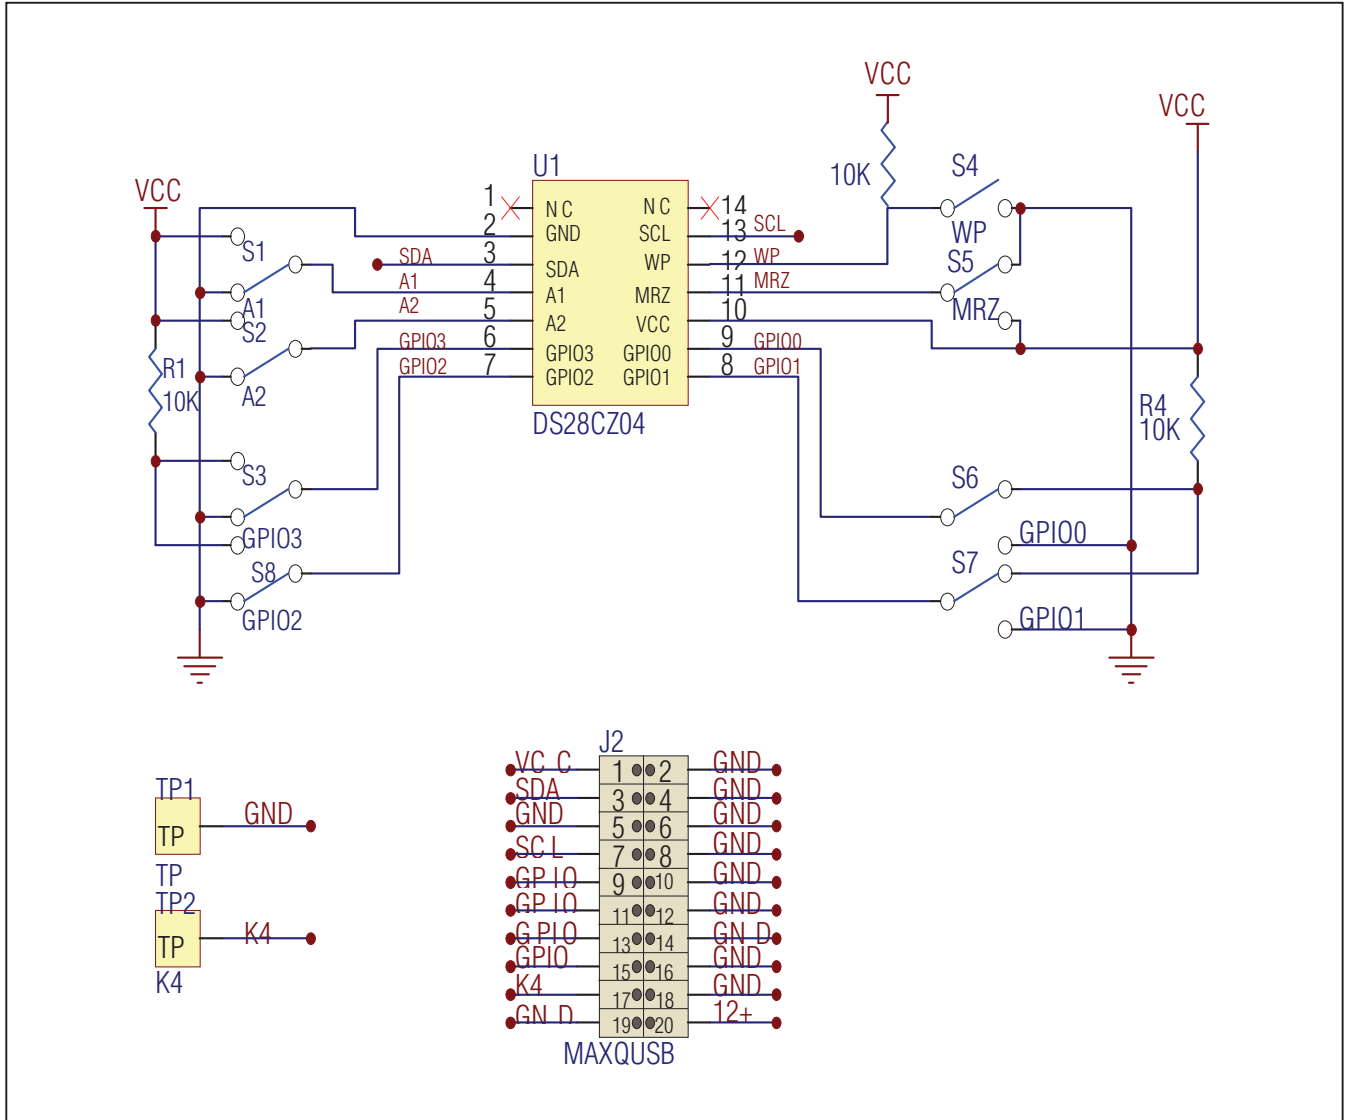 VCC
VCC
10K
S4
U1
VCC
1
NC
NC
14
2
GND
SCL
13
SCL
WP
S1
SDA
3
SDA
WP
12
WP
S5
A1
4
A1
MRZ
11
MRZ
A1
A2
5
A2
VCC
10
MRZ
S2
GPIO3
6
GPIO3
GPIO0
9
GPIO0
R1
GPIO2
7
GPIO2
GPIO1
8
GPIO1
10K
A2
R4
DS28CZ04
10K
S3
S6
GPIO3
GPIO0
S8
S7
GPIO2
GPIO1
J2
VC C
1
2
GND
TP1
SDA
3
4
GND
GND
GND
5
6
GND
TP
SC L
7
8
GND
TP
GP IO
9
10
GND
TP2
GP IO
11
12
GND
K4
TP
G PIO
13
14
GN D
GPIO
15
16
GND
K4
K4
17
18
GND
GN D
19
20
12+
MAXQUSB